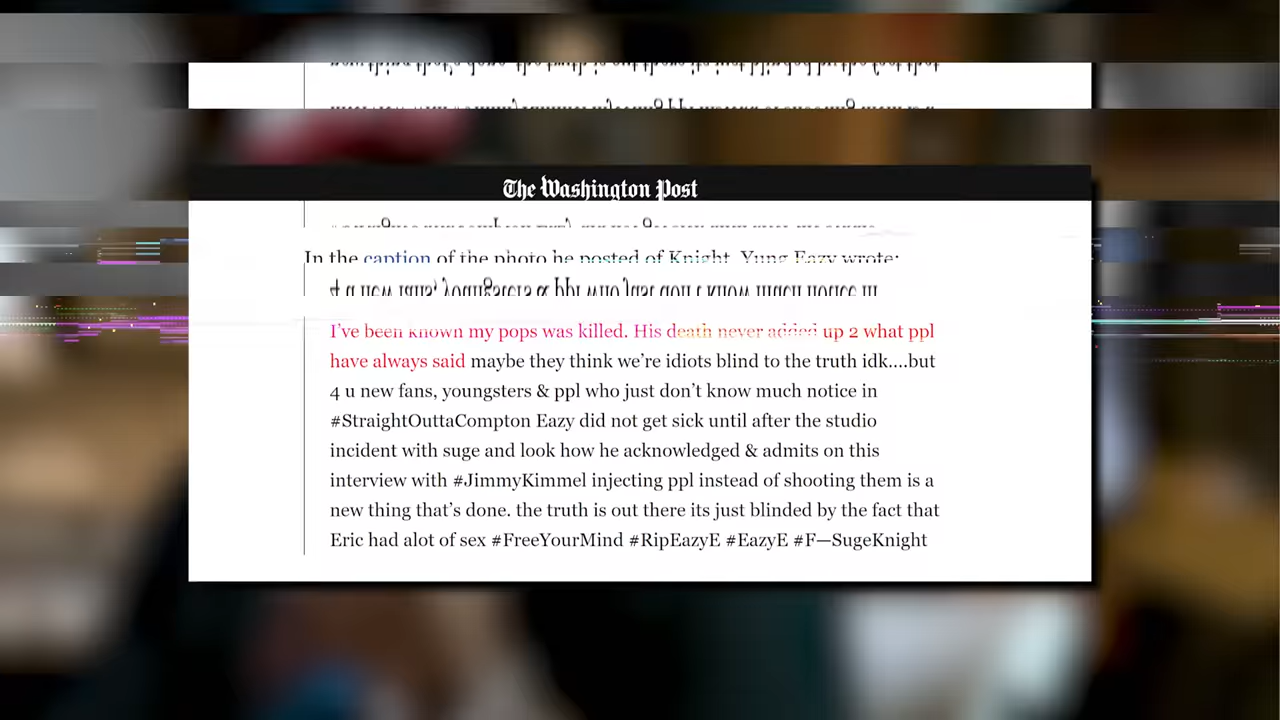 The Washington Post
In the caption of the photo he posted of Knight, Yung Eazy wrote:
I've been known my pops was killed. His death never added up 2 what ppl
have always said maybe they think we're idiots blind to the truth idk....but
4 u new fans, youngsters & ppl who just don't know much notice in
#StraightOuttaCompton Eazy did not get sick until after the studio
incident with suge and look how he acknowledged & admits on this
interview with #JimmyKimmel injecting ppl instead of shooting them is a
new thing that's done. the truth is out there its just blinded by the fact that
Eric had alot of sex #FreeYourMind #RipEazyE #EazyE #F—SugeKnight